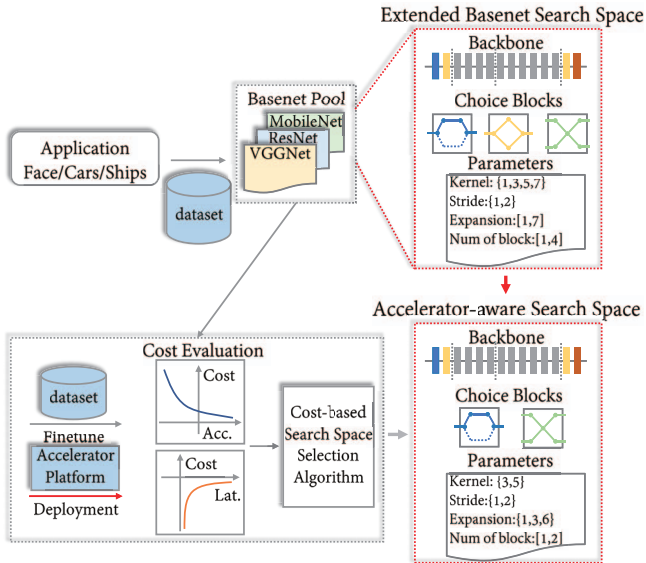 Extended Basenet Search Space
Backbone
Choice Blocks
Parameters
Kernel: {1,3,5,7}
Stride:{1,2}
Expansion:[1,7]
Num of block:[1,4]
Basenet Pool
MobileNet
ResNet
VGGNet
Application
Face/Cars/Ships
dataset
Accelerator-aware Search Space
Backbone
Choice Blocks
Parameters
Kernel: {3,5}
Stride:{1,2}
Expansion:{1,3,6}
Num of block:[1,2]
Cost Evaluation
dataset
Finetune
Accelerator
Platform
Deployment
Cost
Acc.
Cost
Lat.
Cost-based
Search Space
Selection
Algorithm